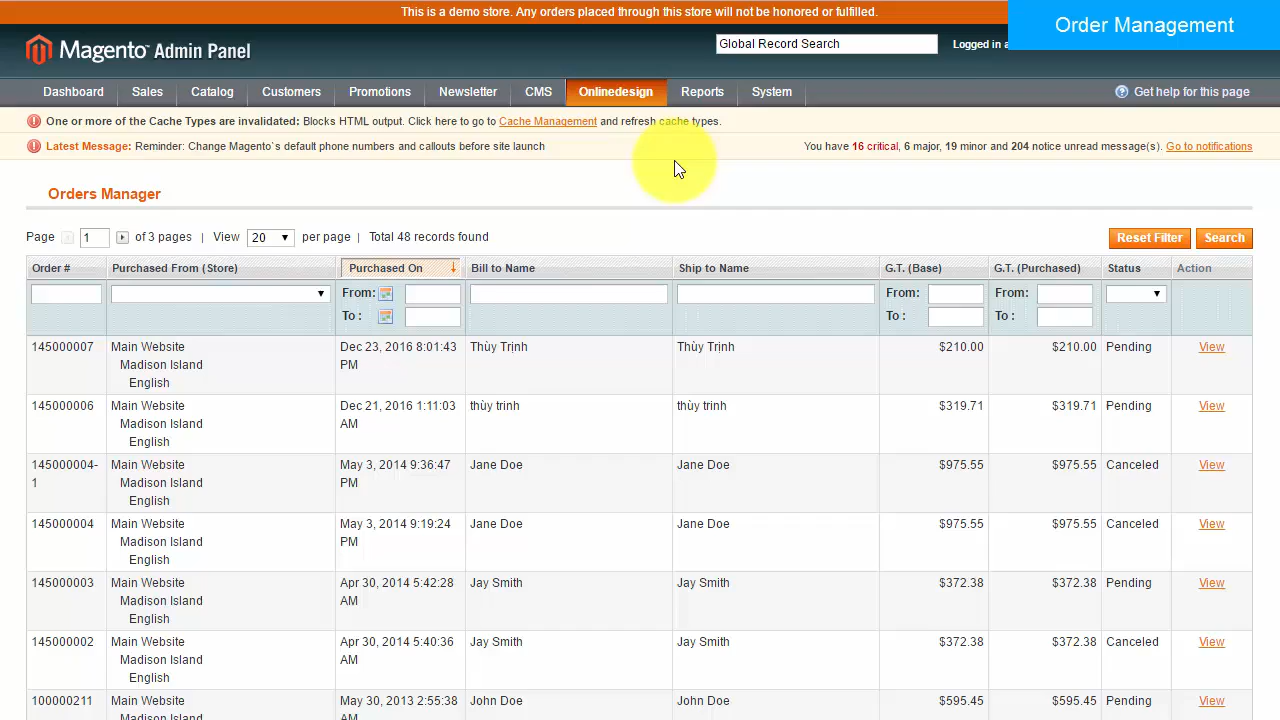 This is a demo store. Any orders placed through this store will not be honored or fulfilled.
Order Management
Magento™ Admin Panel
Global Record Search
Logged in
Dashboard Sales Catalog Customers Promotions Newsletter CMS Onlinedesign Reports System Get help for this page
One or more of the Cache Types are invalidated: Blocks HTML output. Click here to go to Cache Management and refresh cache types.
Latest Message: Reminder: Change Magento`s default phone numbers and callouts before site launch You have 16 critical, 6 major, 19 minor and 204 notice unread message(s). Go to notifications
Orders Manager
Page 1 of 3 pages | View 20 per page | Total 48 records found Reset Filter Search
Order # Purchased From (Store) Purchased On Bill to Name Ship to Name G.T. (Base) G.T. (Purchased) Status Action
From: From: From:
To : To : To :
145000007 Main Website Dec 23, 2016 8:01:43 Thùy Trịnh Thùy Trịnh $210.00 $210.00 Pending View
Madison Island PM
English
145000006 Main Website Dec 21, 2016 1:11:03 thùy trinh thùy trinh $319.71 $319.71 Pending View
Madison Island AM
English
145000004- Main Website May 3, 2014 9:36:47 Jane Doe Jane Doe $975.55 $975.55 Canceled View
1 Madison Island PM
English
145000004 Main Website May 3, 2014 9:19:24 Jane Doe Jane Doe $975.55 $975.55 Canceled View
Madison Island PM
English
145000003 Main Website Apr 30, 2014 5:42:28 Jay Smith Jay Smith $372.38 $372.38 Pending View
Madison Island AM
English
145000002 Main Website Apr 30, 2014 5:40:36 Jay Smith Jay Smith $372.38 $372.38 Canceled View
Madison Island AM
English
100000211 Main Website May 30, 2013 2:55:38 John Doe John Doe $595.45 $595.45 Pending View
Madison Island AM